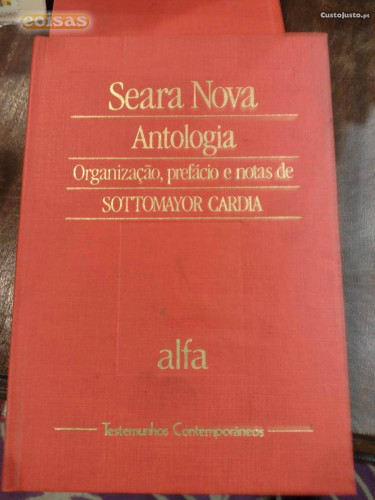 coisas
CustoJusto.pt
Seara Nova
Antologia
Organização, prefácio e notas de
SOTTOMAYOR CARDIA
alfa
Testemunhos Contemporâneos